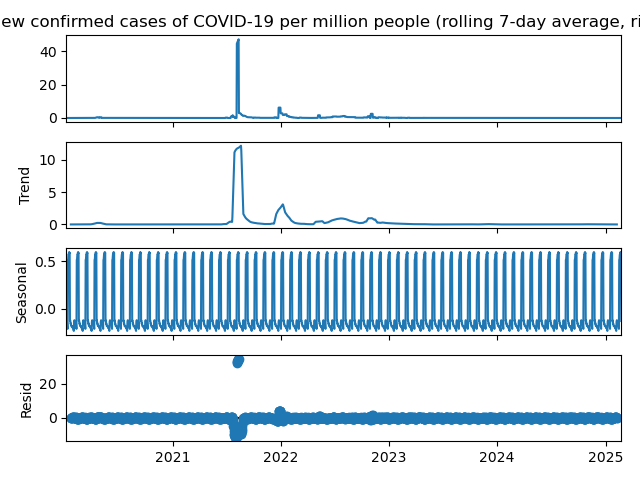 ew confirmed cases of COVID-19 per million people (rolling 7-day average, ri
40
20
0
10
5
0
Trend
0.5
0.0
Seasonal
20
0
Resid
2021 2022 2023 2024 2025